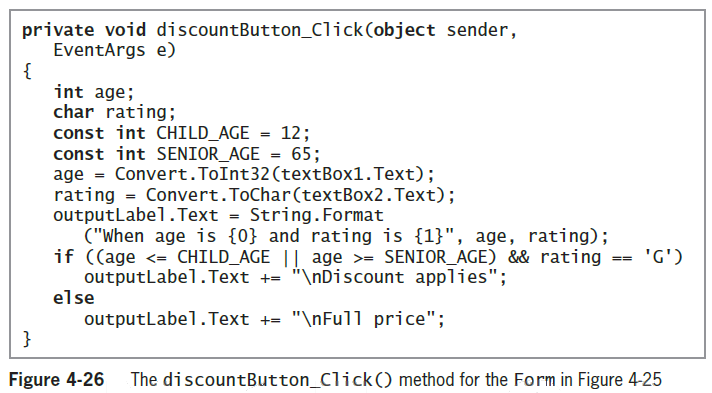 private void discountButton_Click(object sender,
EventArgs e)
{
int age;
char rating;
const int CHILD_AGE = 12;
const int SENIOR_AGE = 65;
age = Convert.ToInt32(textBox1.Text);
rating = Convert.ToChar(textBox2.Text);
outputLabel.Text = String.Format
("When age is {0} and rating is {1}", age, rating);
if ((age <= CHILD_AGE || age >= SENIOR_AGE) && rating == 'G')
outputLabel.Text += "\nDiscount applies";
else
outputLabel.Text += "\nFull price";
}
Figure 4-26 The discountButton_Click() method for the Form in Figure 4-25